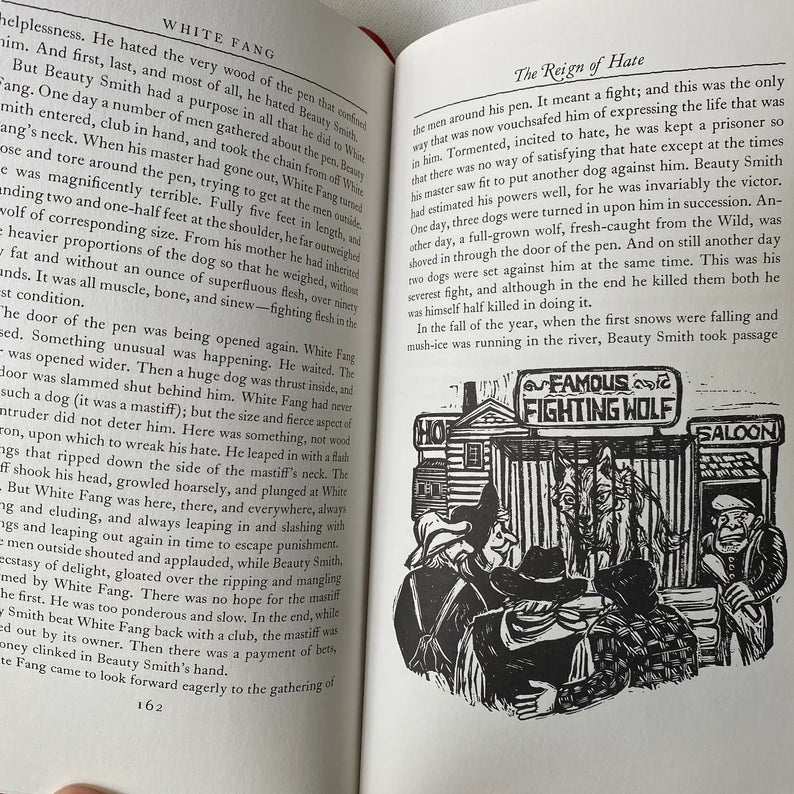 WHITE FANG
helplessness. He hated the very wood of the pen that confined
him. And first, last, and most of all, he hated Beauty Smith.
But Beauty Smith had a purpose in all that he did to White
Fang. One day a number of men gathered about the pen. Beauty
Smith entered, club in hand, and took the chain from off White
Fang's neck. When his master had gone out, White Fang turned
loose and tore around the pen, trying to get at the men outside.
He was magnificently terrible. Fully five feet in length, and
standing two and one-half feet at the shoulder, he far outweighed
a wolf of corresponding size. From his mother he had inherited
the heavier proportions of the dog so that he weighed, without
any fat and without an ounce of superfluous flesh, over ninety
pounds. It was all muscle, bone, and sinew—fighting flesh in the
finest condition.
The door of the pen was being opened again. White Fang
paused. Something unusual was happening. He waited. The
door was opened wider. Then a huge dog was thrust inside, and
the door was slammed shut behind him. White Fang had never
seen such a dog (it was a mastiff); but the size and fierce aspect of
the intruder did not deter him. Here was something, not wood
nor iron, upon which to wreak his hate. He leaped in with a flash
of fangs that ripped down the side of the mastiff's neck. The
mastiff shook his head, growled hoarsely, and plunged at White
Fang. But White Fang was here, there, and everywhere, always
evading and eluding, and always leaping in and slashing with
his fangs and leaping out again in time to escape punishment.
The men outside shouted and applauded, while Beauty Smith,
in an ecstasy of delight, gloated over the ripping and mangling
performed by White Fang. There was no hope for the mastiff
from the first. He was too ponderous and slow. In the end, while
Beauty Smith beat White Fang back with a club, the mastiff was
dragged out by its owner. Then there was a payment of bets,
and money clinked in Beauty Smith's hand.
White Fang came to look forward eagerly to the gathering of
162
The Reign of Hate
the men around his pen. It meant a fight; and this was the only
way that was now vouchsafed him of expressing the life that was
in him. Tormented, incited to hate, he was kept a prisoner so
that there was no way of satisfying that hate except at the times
his master saw fit to put another dog against him. Beauty Smith
had estimated his powers well, for he was invariably the victor.
One day, three dogs were turned in upon him in succession. An-
other day, a full-grown wolf, fresh-caught from the Wild, was
shoved in through the door of the pen. And on still another day
two dogs were set against him at the same time. This was his
severest fight, and although in the end he killed them both he
was himself half killed in doing it.
In the fall of the year, when the first snows were falling and
mush-ice was running in the river, Beauty Smith took passage
FAMOUS
FIGHTING WOLF
HO
SALOON